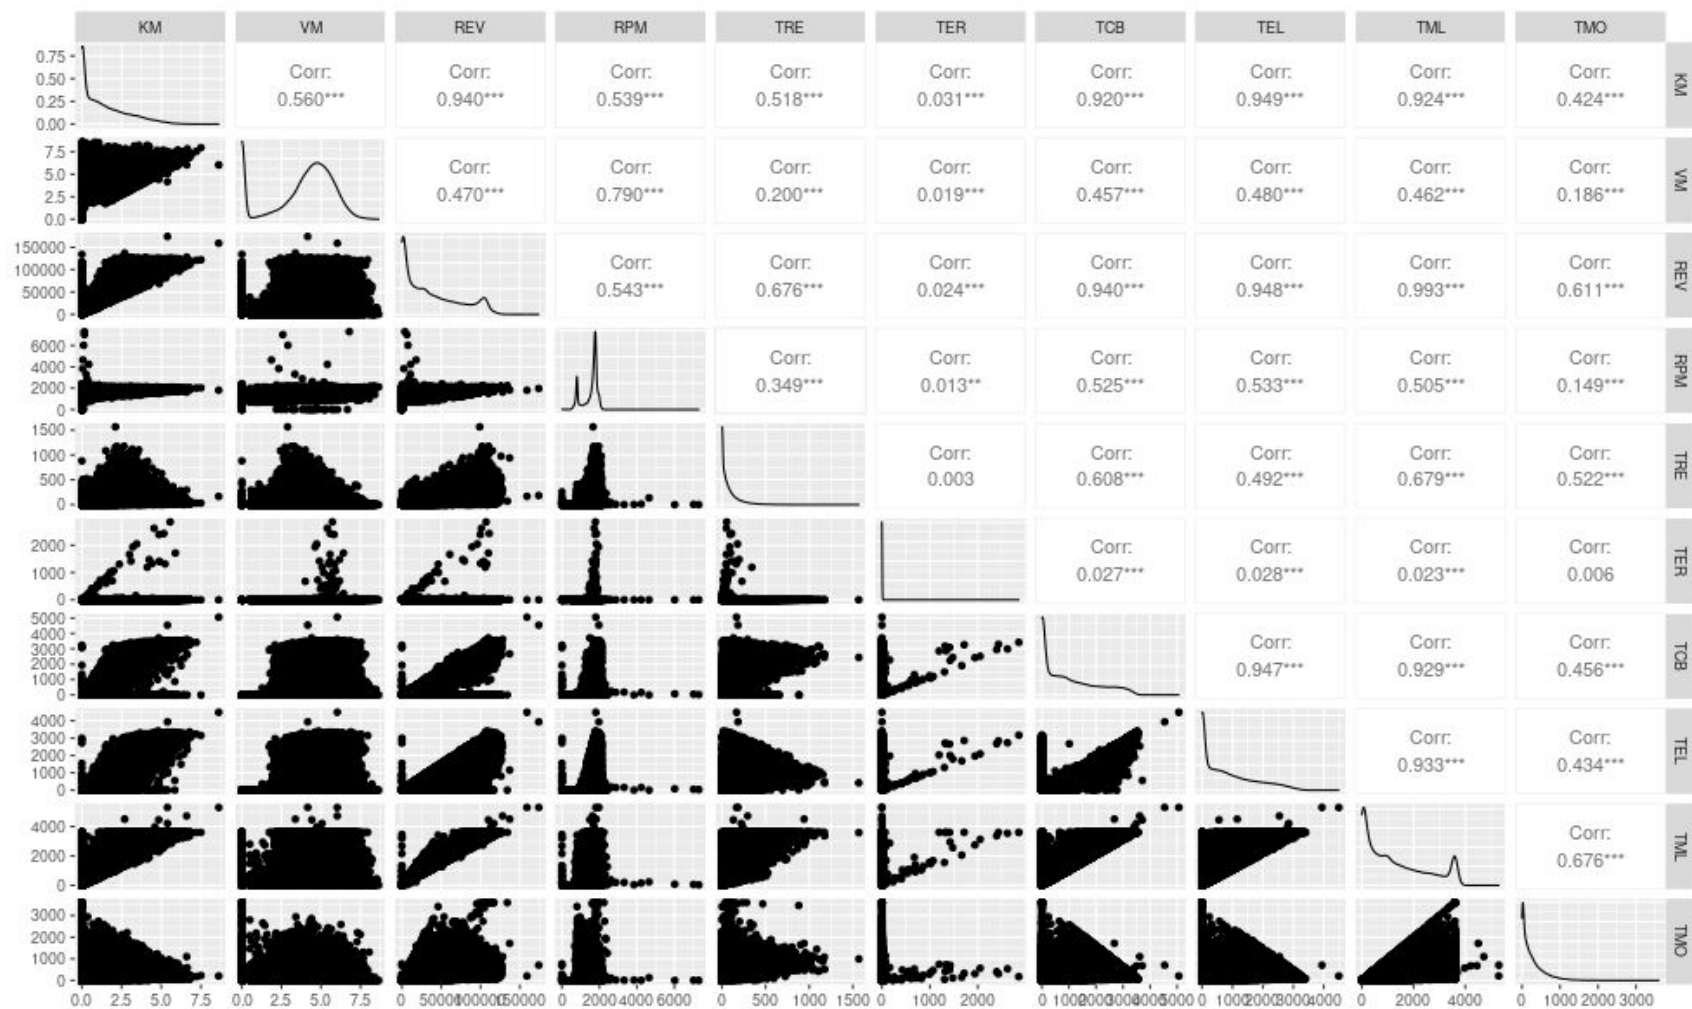 KM VM REV RPM TRE TER TCB TEL TML TMO
0.75
0.50
0.25
0.00
Corr: Corr: Corr: Corr: Corr: Corr: Corr: Corr: Corr:
0.560*** 0.940*** 0.539*** 0.518*** 0.031*** 0.920*** 0.949*** 0.924*** 0.424***
KM
7.5
5.0
2.5
0.0
Corr: Corr: Corr: Corr: Corr: Corr: Corr: Corr:
0.470*** 0.790*** 0.200*** 0.019*** 0.457*** 0.480*** 0.462*** 0.186***
VM
150000
100000
50000
0
Corr: Corr: Corr: Corr: Corr: Corr: Corr:
0.543*** 0.676*** 0.024*** 0.940*** 0.948*** 0.993*** 0.611***
REV
6000
4000
2000
0
Corr: Corr: Corr: Corr: Corr: Corr:
0.349*** 0.013** 0.525*** 0.533*** 0.505*** 0.149***
RPM
1500
1000
500
0
Corr: Corr: Corr: Corr: Corr:
0.003 0.608*** 0.492*** 0.679*** 0.522***
TRE
2000
1000
0
Corr: Corr: Corr: Corr:
0.027*** 0.028*** 0.023*** 0.006
TER
5000
4000
3000
2000
1000
0
Corr: Corr: Corr:
0.947*** 0.929*** 0.456***
TCB
4000
3000
2000
1000
0
Corr: Corr:
0.933*** 0.434***
TEL
4000
2000
0
Corr:
0.676***
TML
3000
2000
1000
0
TMO
0.0 2.5 5.0 7.5 0.0 2.5 5.0 7.5 0 50000 100000 150000 0 2000 4000 6000 0 500 1000 1500 0 1000 2000 0 1000 2000 3000 4000 5000 0 1000 2000 3000 4000 0 2000 4000 0 1000 2000 3000